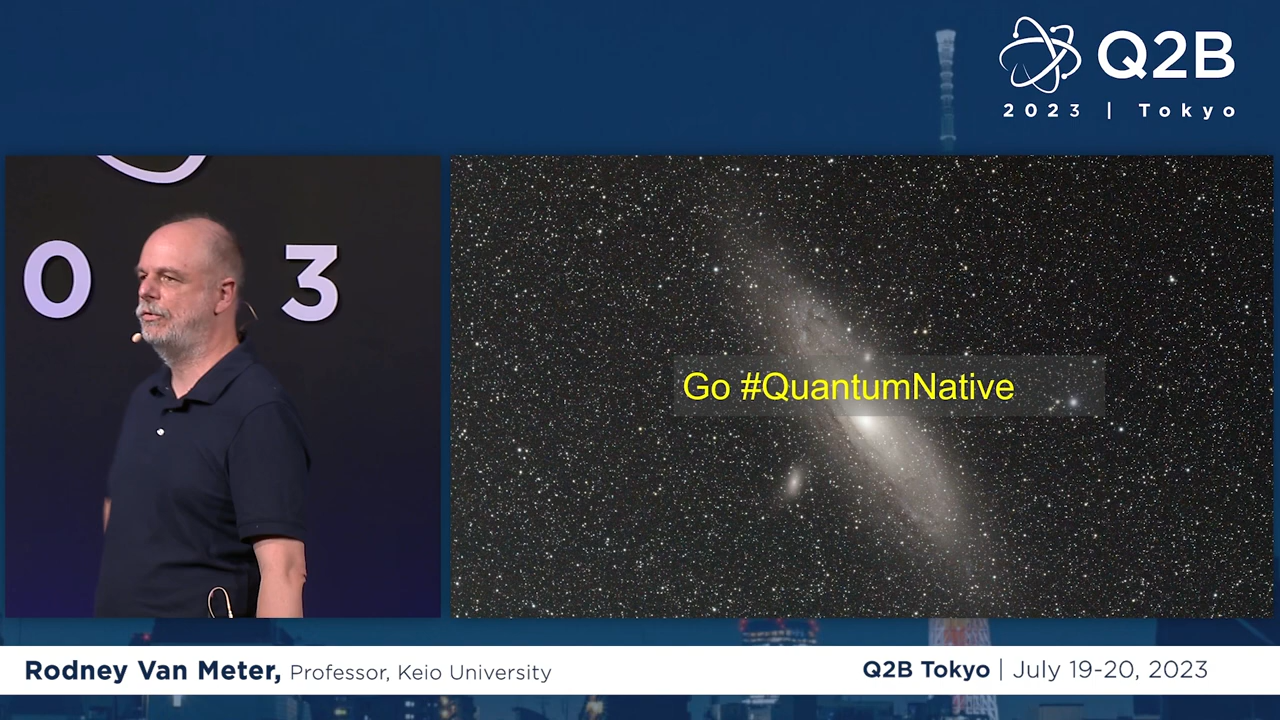 Q2B
2023 | Tokyo
0 3
Go #QuantumNative
Rodney Van Meter, Professor, Keio University
Q2B Tokyo | July 19-20, 2023